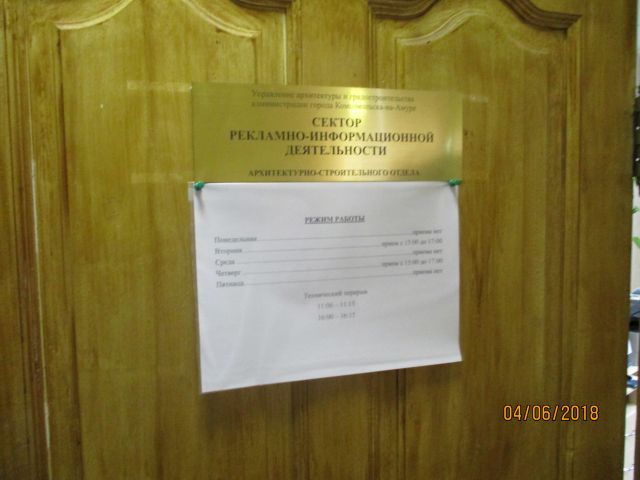 Управление архитектуры и градостроительства
администрации города Комсомольска-на-Амуре
СЕКТОР
РЕКЛАМНО-ИНФОРМАЦИОННОЙ
ДЕЯТЕЛЬНОСТИ
АРХИТЕКТУРНО-СТРОИТЕЛЬНОГО ОТДЕЛА
РЕЖИМ РАБОТЫ
Понедельник приема нет
Вторник прием с 15:00 до 17:00
Среда приема нет
Четверг прием с 15:00 до 17:00
Пятница приема нет
Технический перерыв
11:00 – 11:15
16:00 – 16:15
04/06/2018